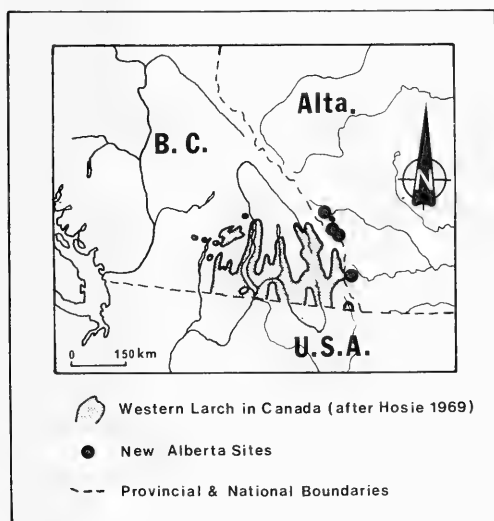 Alta.
B. C.
N
U.S.A.
0 150 km
Western Larch in Canada (after Hosie 1969)
New Alberta Sites
Provincial & National Boundaries